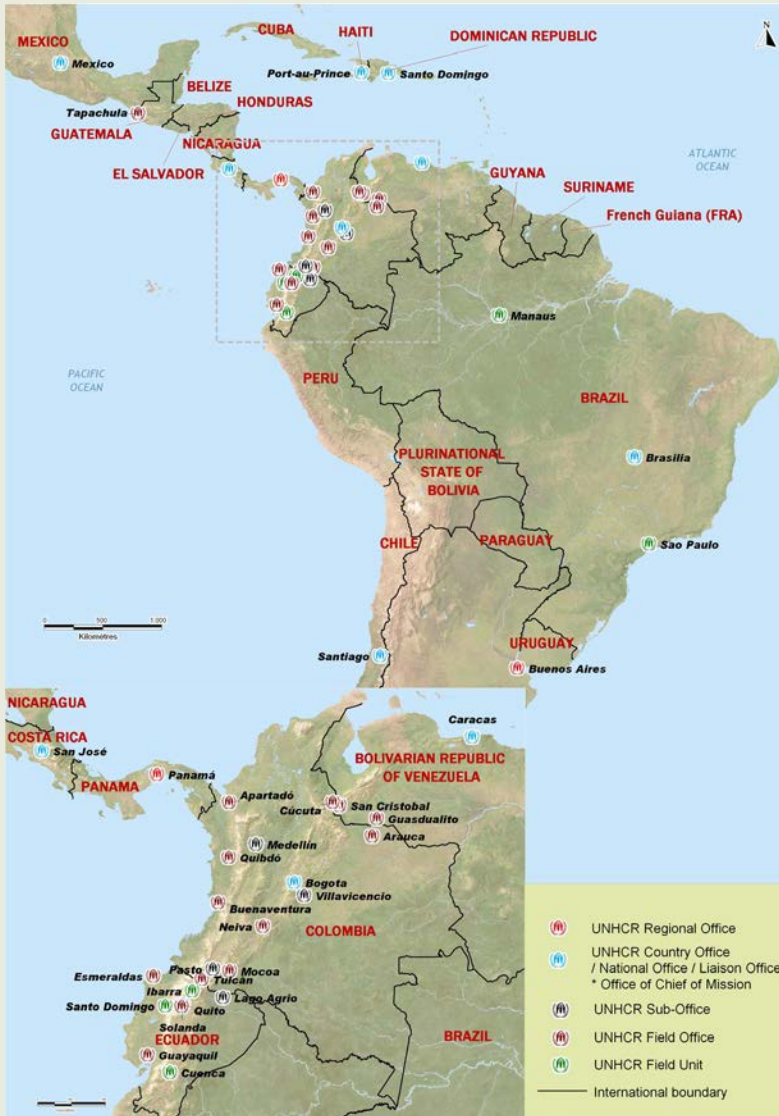 N
CUBA
HAITI
DOMINICAN REPUBLIC
MEXICO
Mexico
Port-au-Prince
Santo Domingo
BELIZE
HONDURAS
Tapachula
GUATEMALA
NICARAGUA
EL SALVADOR
ATLANTIC
OCEAN
GUYANA
SURINAME
French Guiana (FRA)
Manaus
PACIFIC
OCEAN
PERU
BRAZIL
PLURINATIONAL
STATE OF
BOLIVIA
Brasilia
CHILE
PARAGUAY
Sao Paulo
0 500 1 000
Kilometres
URUGUAY
Santiago
Buenos Aires
NICARAGUA
COSTA RICA
San José
Caracas
BOLIVARIAN REPUBLIC
OF VENEZUELA
PANAMA
Panamá
Apartadó
Cúcuta
San Cristobal
Guasdualito
Arauca
Medellín
Quibdó
Bogota
Villavicencio
Buenaventura
Neiva
COLOMBIA
Pasto
Mocoa
Esmeraldas
Tulcán
Ibarra
Lago Agrio
Santo Domingo
Quito
Solanda
ECUADOR
BRAZIL
Guayaquil
Cuenca
UNHCR Regional Office
UNHCR Country Office
/ National Office / Liaison Office
* Office of Chief of Mission
UNHCR Sub-Office
UNHCR Field Office
UNHCR Field Unit
International boundary